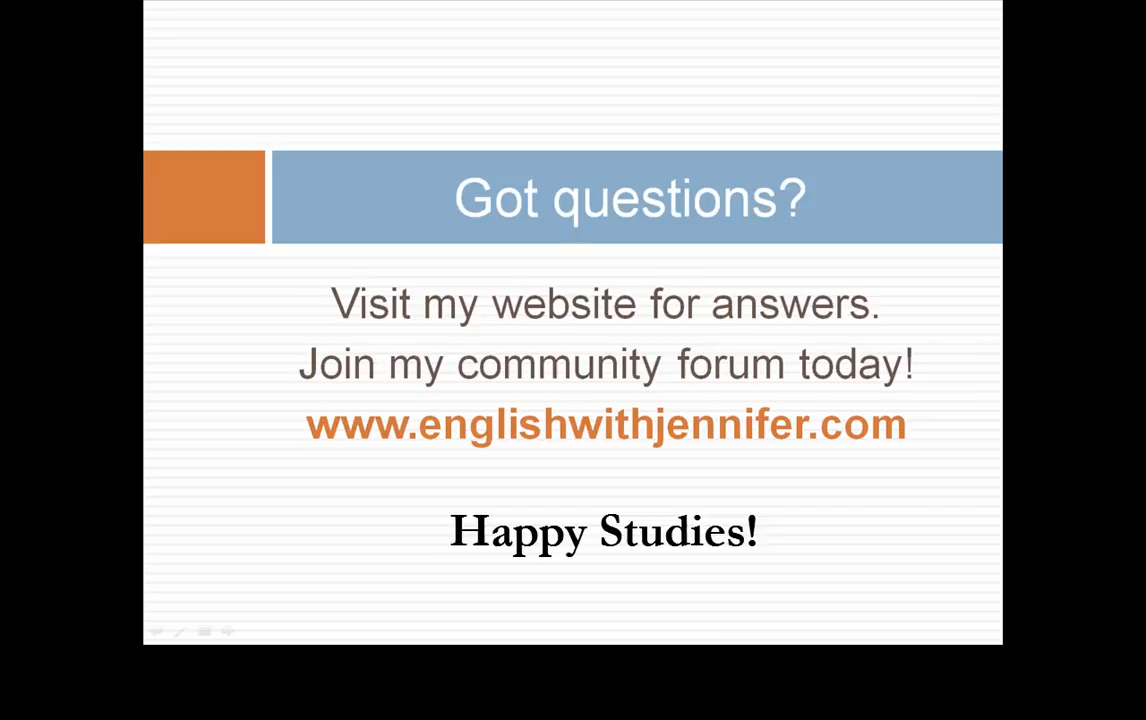 Got questions?
Visit my website for answers.
Join my community forum today!
www.englishwithjennifer.com
Happy Studies!